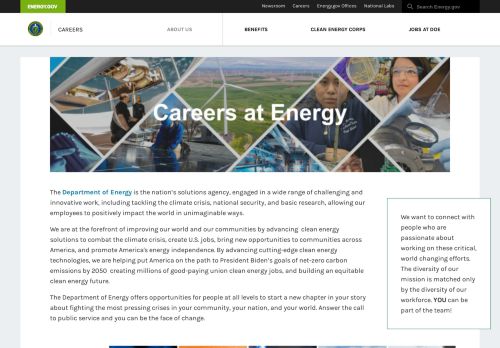 ENERGY.GOV
Newsroom Careers Energy.gov Offices National Labs Search Energy.gov
CAREERS ABOUT US BENEFITS CLEAN ENERGY CORPS JOBS AT DOE
Careers at Energy
The Department of Energy is the nation's solutions agency, engaged in a wide range of challenging and
innovative work, including tackling the climate crisis, national security, and basic research, allowing our
employees to positively impact the world in unimaginable ways.
We are at the forefront of improving our world and our communities by advancing clean energy
solutions to combat the climate crisis, create U.S. jobs, bring new opportunities to communities across
America, and promote America's energy independence. By advancing cutting-edge clean energy
technologies, we are helping put America on the path to President Biden's goals of net-zero carbon
emissions by 2050 creating millions of good-paying union clean energy jobs, and building an equitable
clean energy future.
The Department of Energy offers opportunities for people at all levels to start a new chapter in your story
about fighting the most pressing crises in your community, your nation, and your world. Answer the call
to public service and you can be the face of change.
We want to connect with
people who are
passionate about
working on these critical,
world changing efforts.
The diversity of our
mission is matched only
by the diversity of our
workforce. YOU can be
part of the team!